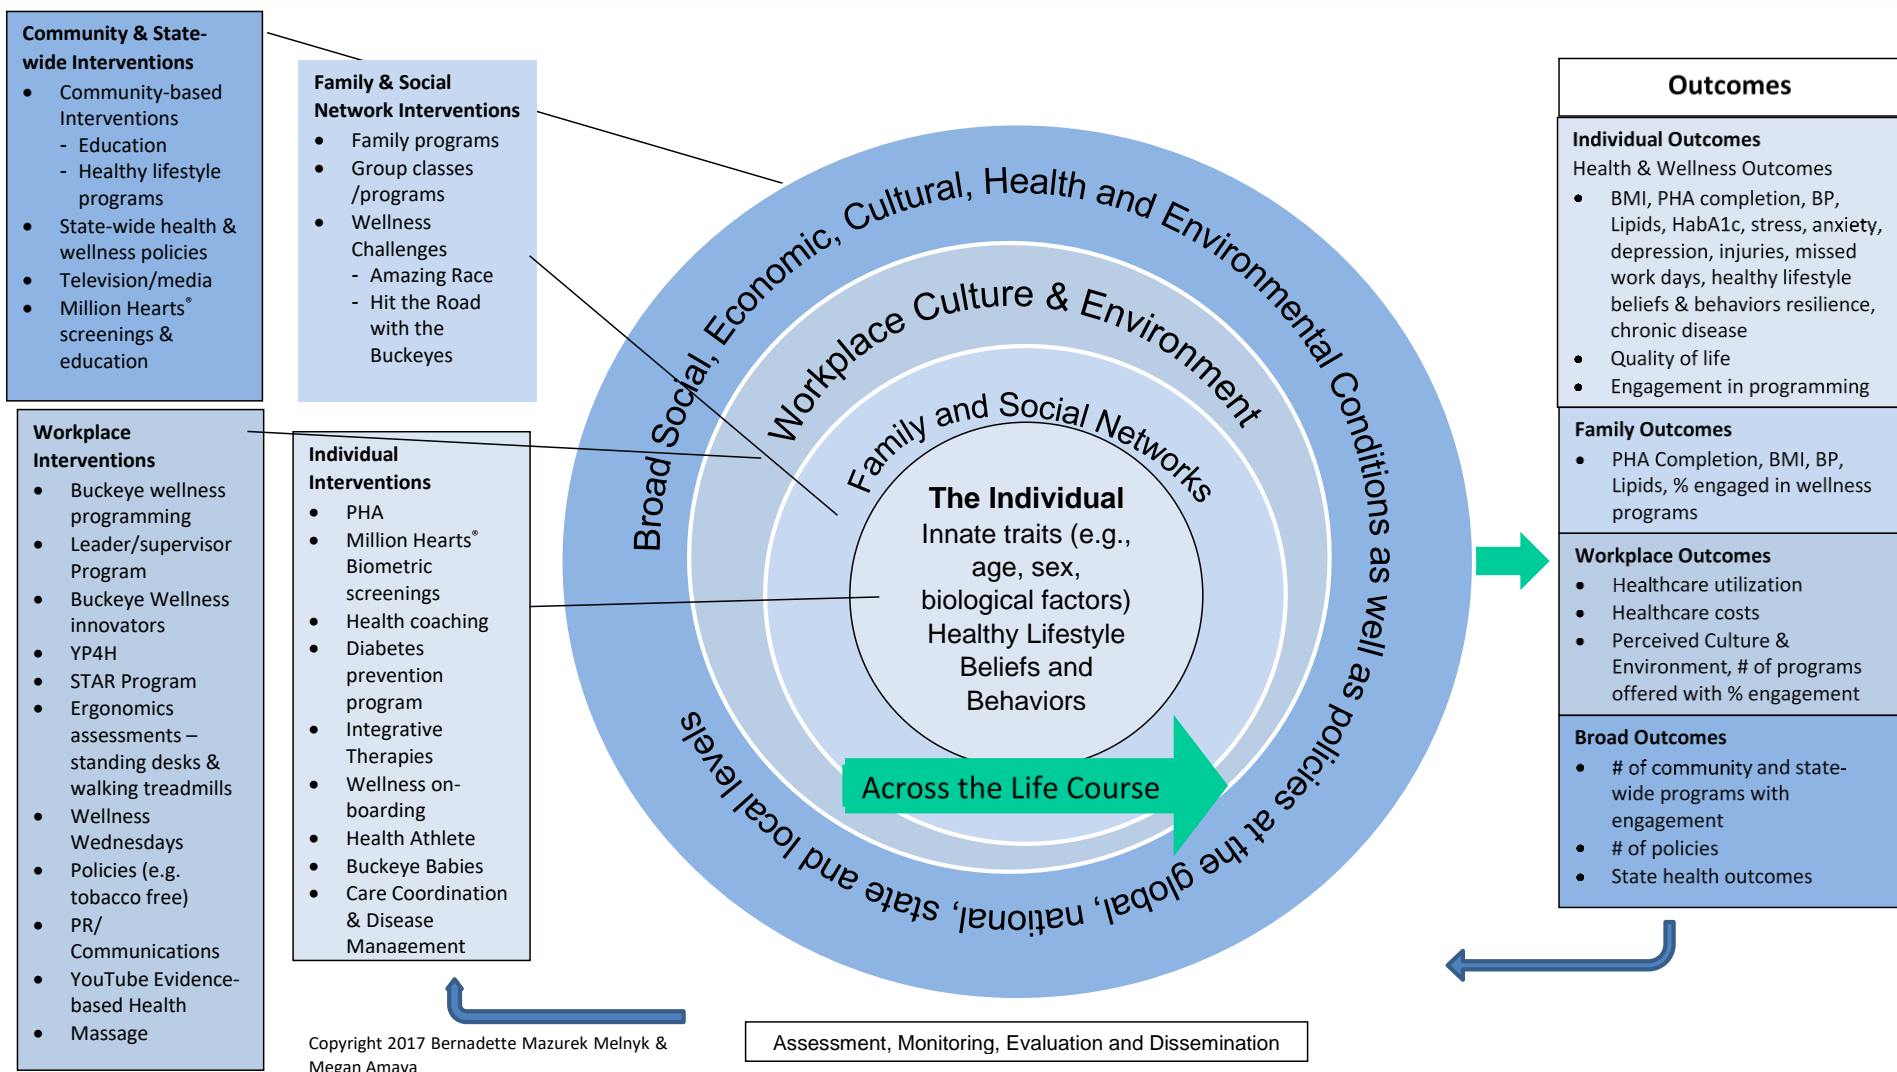 Community & State-
wide Interventions
• Community-based
Interventions
- Education
- Healthy lifestyle
programs
• State-wide health &
wellness policies
• Television/media
• Million Hearts®
screenings &
education
Family & Social
Network Interventions
• Family programs
• Group classes
/programs
• Wellness
Challenges
- Amazing Race
- Hit the Road
with the
Buckeyes
Workplace
Interventions
• Buckeye wellness
programming
• Leader/supervisor
Program
• Buckeye Wellness
innovators
• YP4H
• STAR Program
• Ergonomics
assessments –
standing desks &
walking treadmills
• Wellness
Wednesdays
• Policies (e.g.
tobacco free)
• PR/
Communications
• YouTube Evidence-
based Health
• Massage
Individual
Interventions
• PHA
• Million Hearts®
Biometric
screenings
• Health coaching
• Diabetes
prevention
program
• Integrative
Therapies
• Wellness on-
boarding
• Health Athlete
• Buckeye Babies
• Care Coordination
& Disease
Management
Broad Social, Economic, Cultural, Health and Environmental Conditions as well as policies at the global, national, state and local levels
Workplace Culture & Environment
Family and Social Networks
The Individual
Innate traits (e.g.,
age, sex,
biological factors)
Healthy Lifestyle
Beliefs and
Behaviors
Across the Life Course
Outcomes
Individual Outcomes
Health & Wellness Outcomes
• BMI, PHA completion, BP,
Lipids, HabA1c, stress, anxiety,
depression, injuries, missed
work days, healthy lifestyle
beliefs & behaviors resilience,
chronic disease
• Quality of life
• Engagement in programming
Family Outcomes
• PHA Completion, BMI, BP,
Lipids, % engaged in wellness
programs
Workplace Outcomes
• Healthcare utilization
• Healthcare costs
• Perceived Culture &
Environment, # of programs
offered with % engagement
Broad Outcomes
• # of community and state-
wide programs with
engagement
• # of policies
• State health outcomes
Copyright 2017 Bernadette Mazurek Melnyk &
Megan Amaya
Assessment, Monitoring, Evaluation and Dissemination